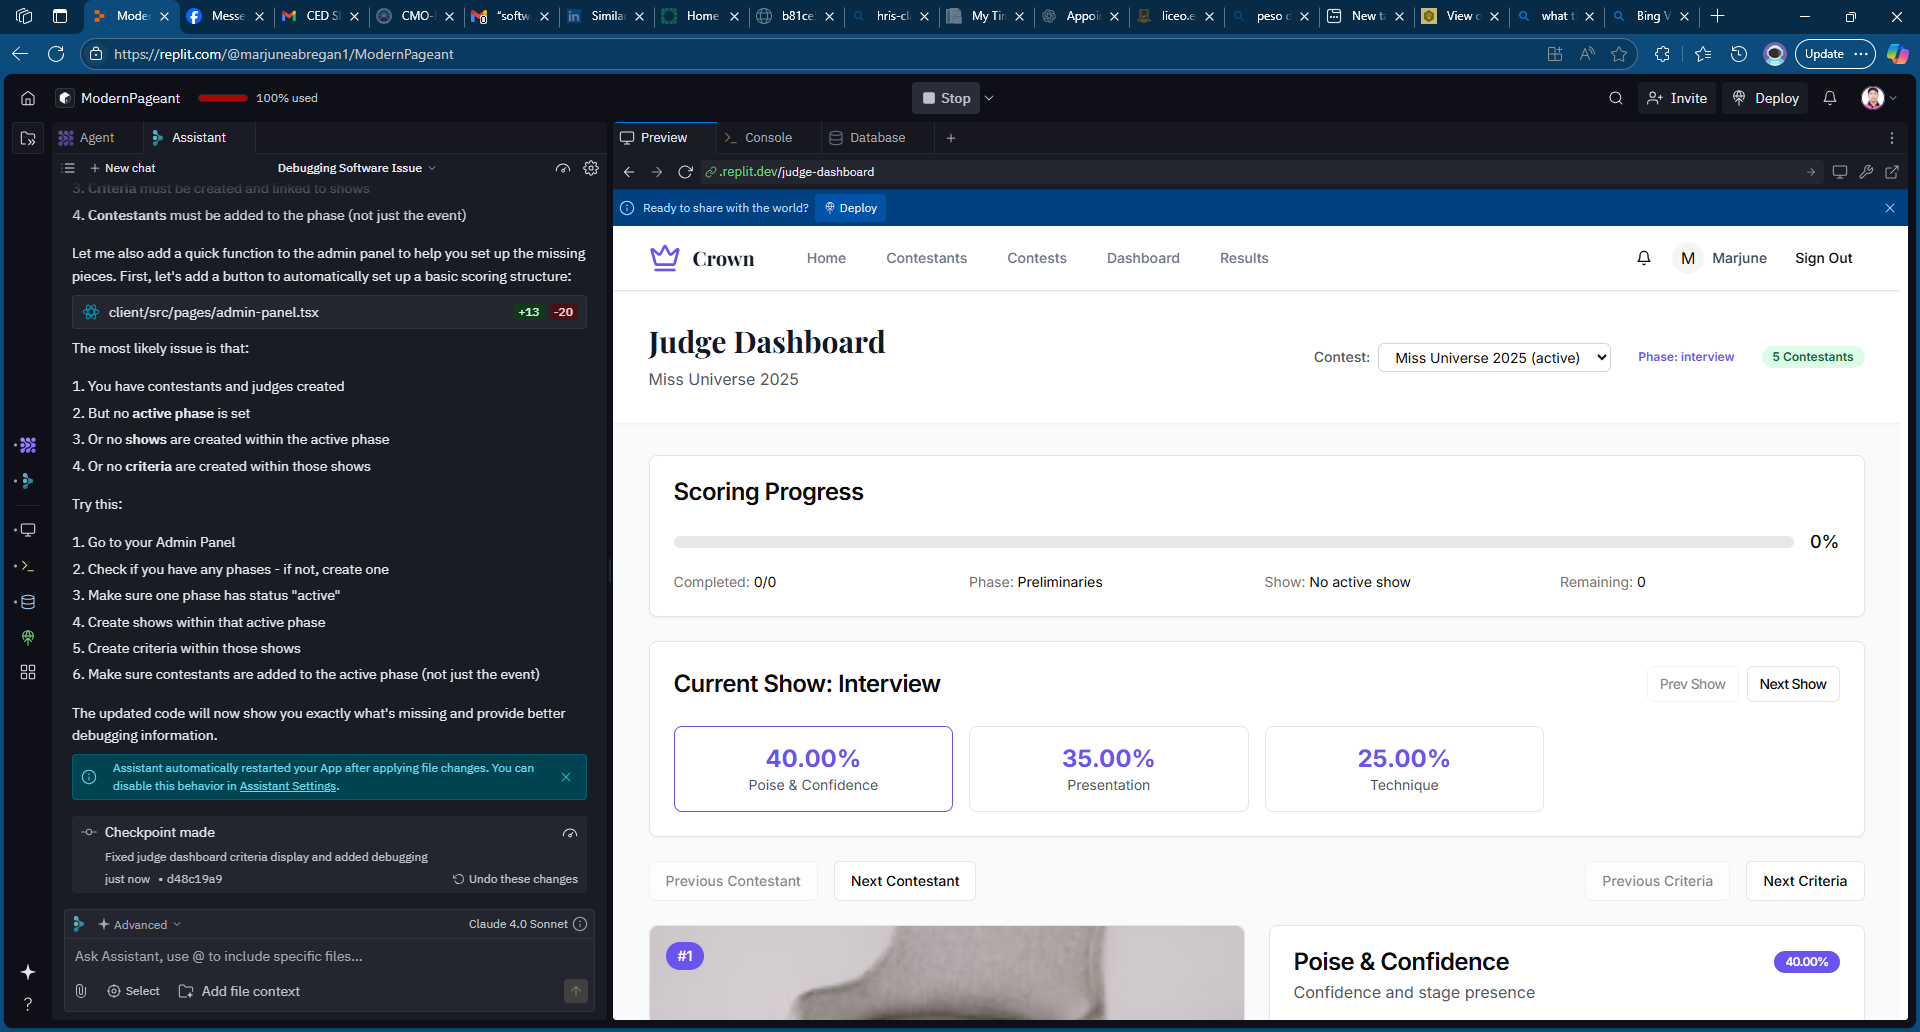 Moder
Messe
CED S
CMO-
"softw
Similar
Home
b81ce
hris-cl
My Tin
Appoi
liceo.e
peso d
New ta
View c
what t
Bing V
https://replit.com/@marjuneabregan1/ModernPageant
Update
ModernPageant
100% used
Stop
Invite
Deploy
Agent
Assistant
Preview
Console
Database
New chat
Debugging Software Issue
.replit.dev/judge-dashboard
3. Criteria must be created and linked to shows
4. Contestants must be added to the phase (not just the event)
Let me also add a quick function to the admin panel to help you set up the missing
pieces. First, let's add a button to automatically set up a basic scoring structure:
client/src/pages/admin-panel.tsx +13 -20
The most likely issue is that:
1. You have contestants and judges created
2. But no active phase is set
3. Or no shows are created within the active phase
4. Or no criteria are created within those shows
Try this:
1. Go to your Admin Panel
2. Check if you have any phases - if not, create one
3. Make sure one phase has status "active"
4. Create shows within that active phase
5. Create criteria within those shows
6. Make sure contestants are added to the active phase (not just the event)
The updated code will now show you exactly what's missing and provide better
debugging information.
Assistant automatically restarted your App after applying file changes. You can
disable this behavior in Assistant Settings.
Checkpoint made
Fixed judge dashboard criteria display and added debugging
just now • d48c19a9
Undo these changes
Advanced
Claude 4.0 Sonnet
Ask Assistant, use @ to include specific files...
Select
Add file context
Ready to share with the world?
Deploy
Crown
Home
Contestants
Contests
Dashboard
Results
M
Marjune
Sign Out
Judge Dashboard
Miss Universe 2025
Contest:
Miss Universe 2025 (active)
Phase: interview
5 Contestants
Scoring Progress
0%
Completed: 0/0
Phase: Preliminaries
Show: No active show
Remaining: 0
Current Show: Interview
Prev Show
Next Show
40.00%
Poise & Confidence
35.00%
Presentation
25.00%
Technique
Previous Contestant
Next Contestant
Previous Criteria
Next Criteria
#1
Poise & Confidence
40.00%
Confidence and stage presence